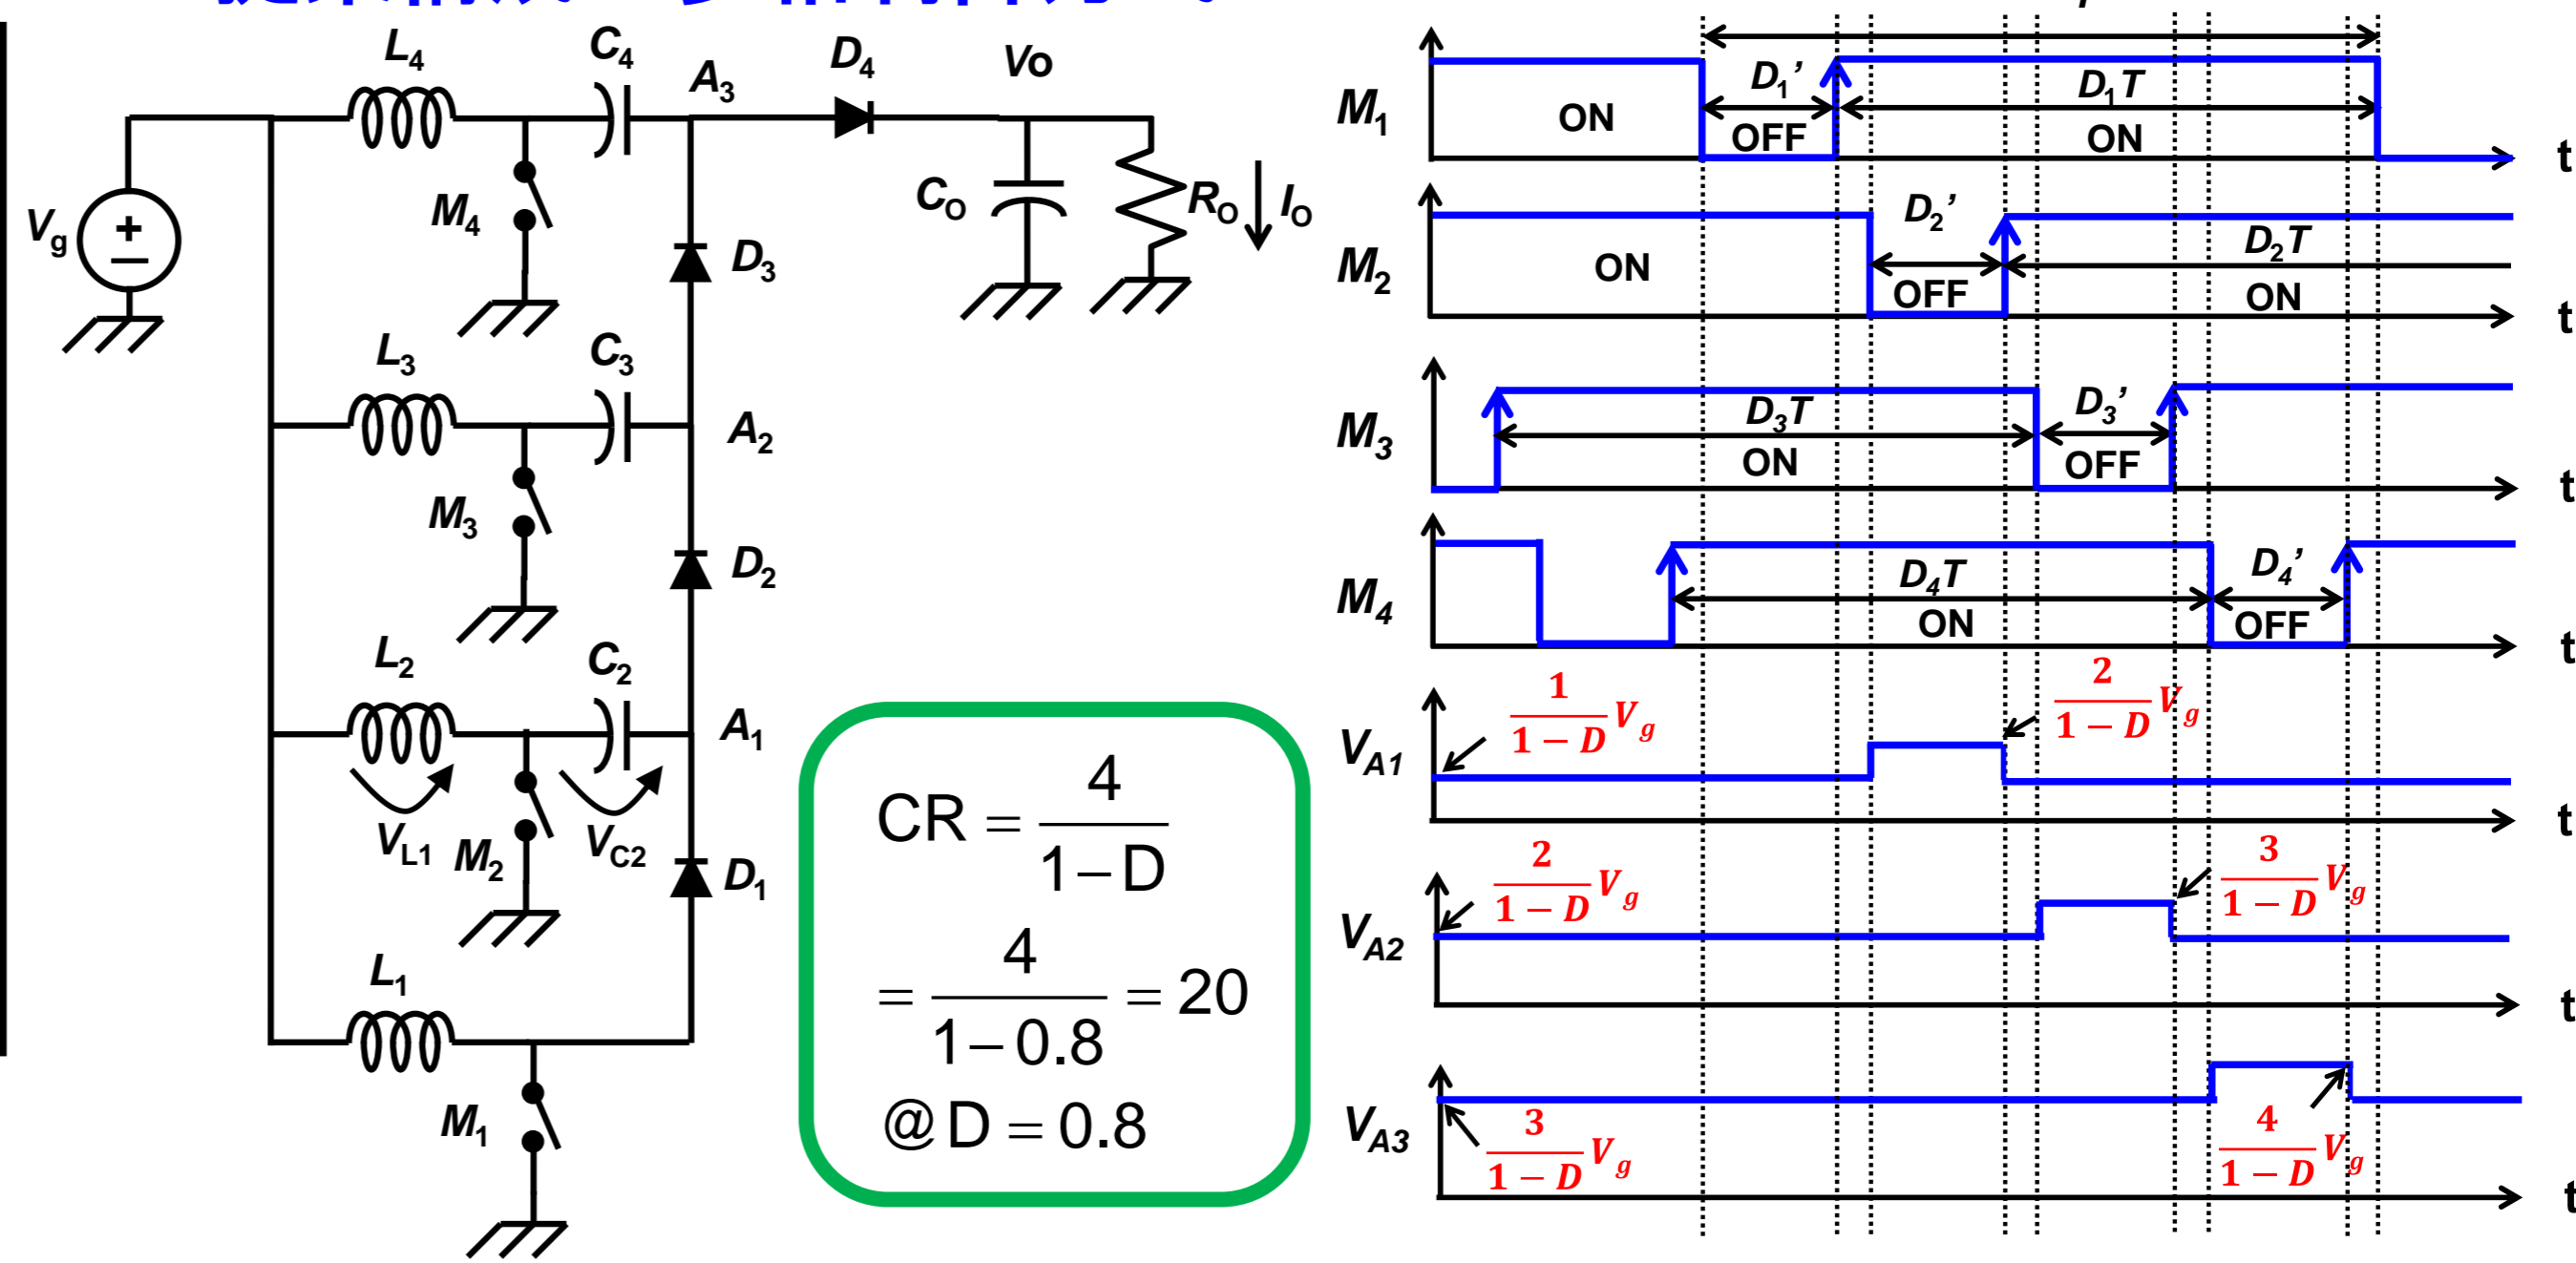 L4
C4
A3
D4
Vo
Vg
+
−
M4
D3
CO
RO
IO
L3
C3
A2
M3
D2
L2
C2
A1
VL1
M2
VC2
D1
L1
M1
CR = 4/(1–D)
= 4/(1–0.8) = 20
@D = 0.8
M1
ON
D1’
OFF
D1T
ON
t
M2
ON
D2’
OFF
D2T
ON
t
M3
D3T
ON
D3’
OFF
t
M4
D4T
ON
D4’
OFF
t
VA1
1/(1 − D) Vg
2/(1 − D) Vg
t
VA2
2/(1 − D) Vg
3/(1 − D) Vg
t
VA3
3/(1 − D) Vg
4/(1 − D) Vg
t